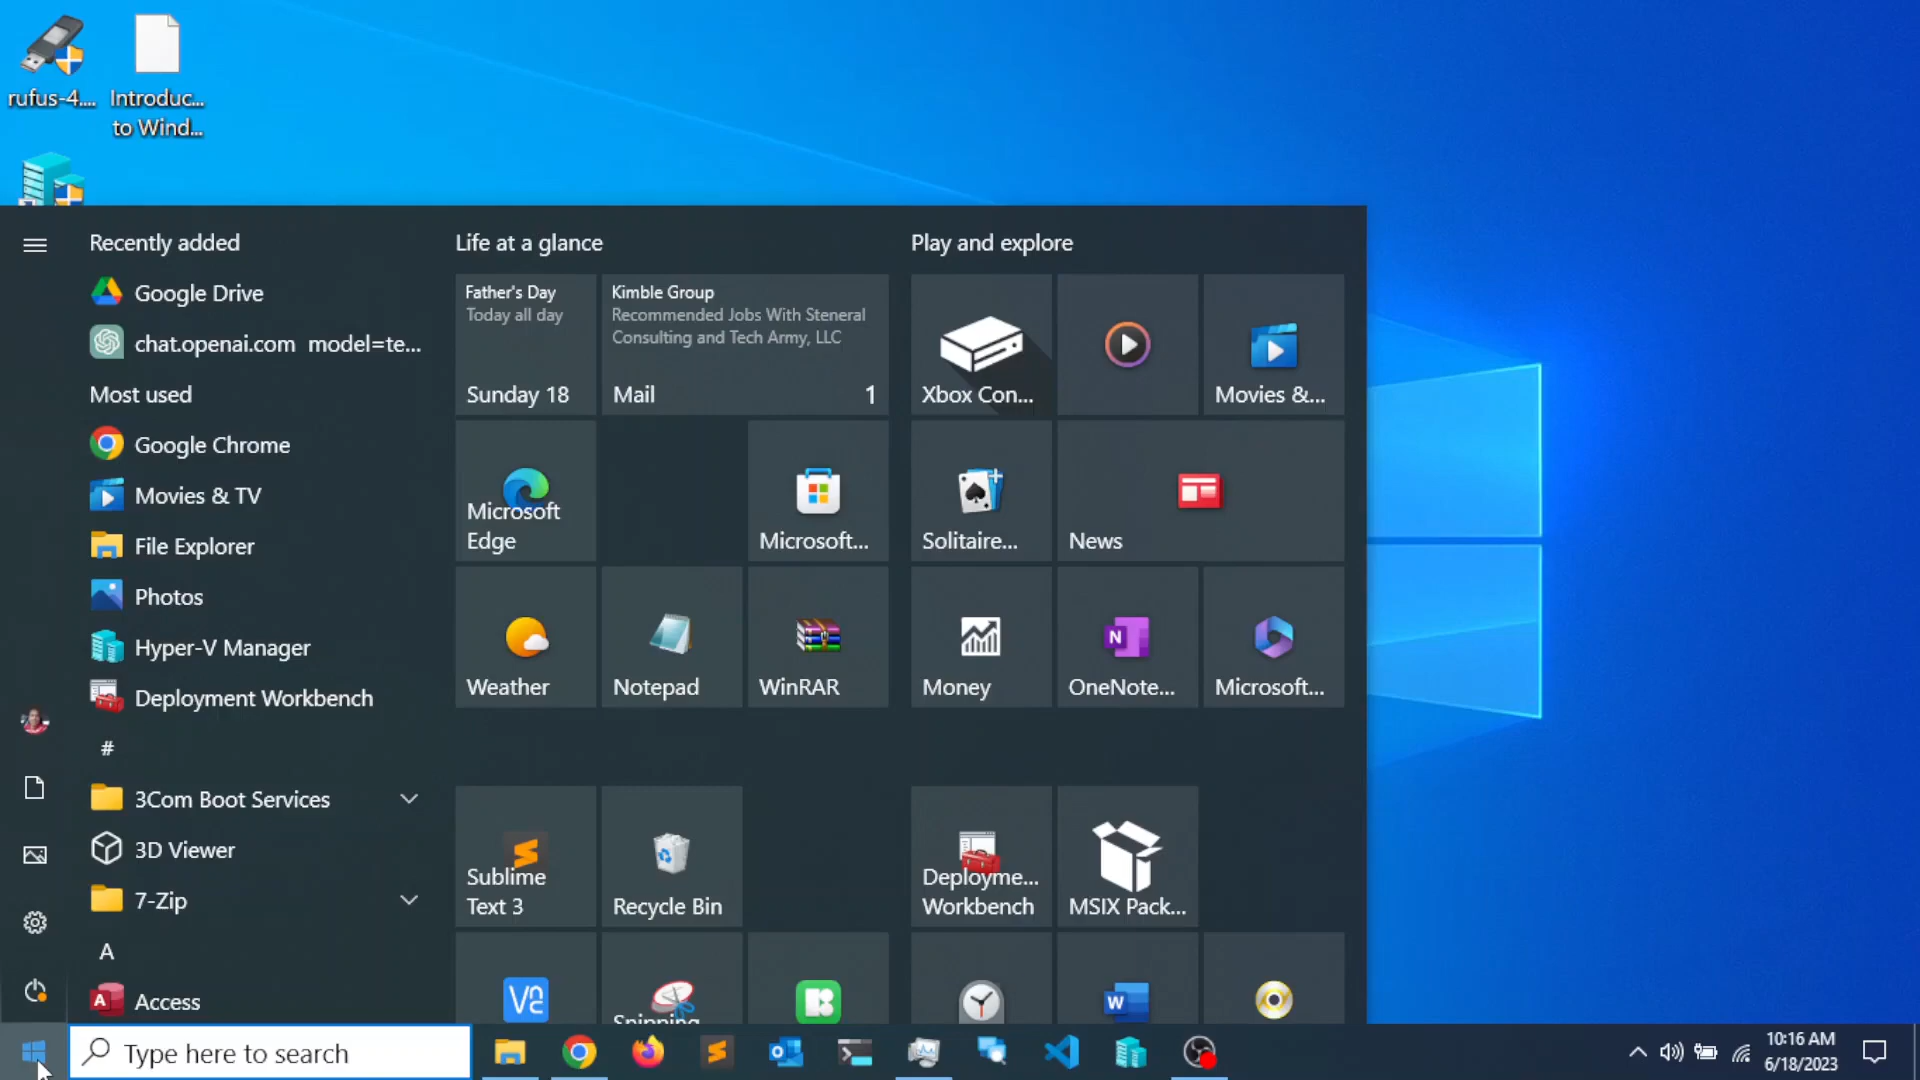 rufus-4....
Introduc...
to Wind...
Recently added
Google Drive
chat.openai.com model=te...
Most used
Google Chrome
Movies & TV
File Explorer
Photos
Hyper-V Manager
Deployment Workbench
#
3Com Boot Services
3D Viewer
7-Zip
A
Access
Life at a glance
Father's Day
Today all day
Sunday 18
Kimble Group
Recommended Jobs With Steneral
Consulting and Tech Army, LLC
Mail 1
Microsoft
Edge
Microsoft...
Weather
Notepad
WinRAR
Sublime
Text 3
Recycle Bin
Snipping
Play and explore
Xbox Con...
Movies &...
Solitaire...
News
Money
OneNote...
Microsoft...
Deployme...
Workbench
MSIX Pack...
Type here to search
10:16 AM
6/18/2023